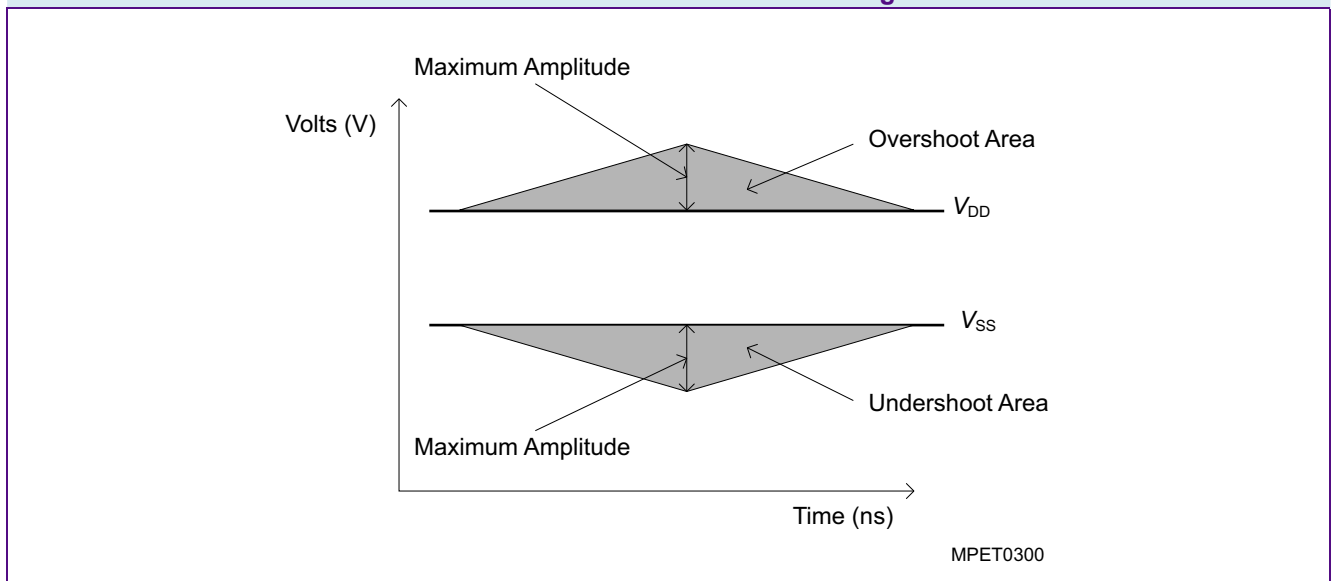 Maximum Amplitude
Volts (V)
Overshoot Area
VDD
VSS
Undershoot Area
Maximum Amplitude
Time (ns)
MPET0300